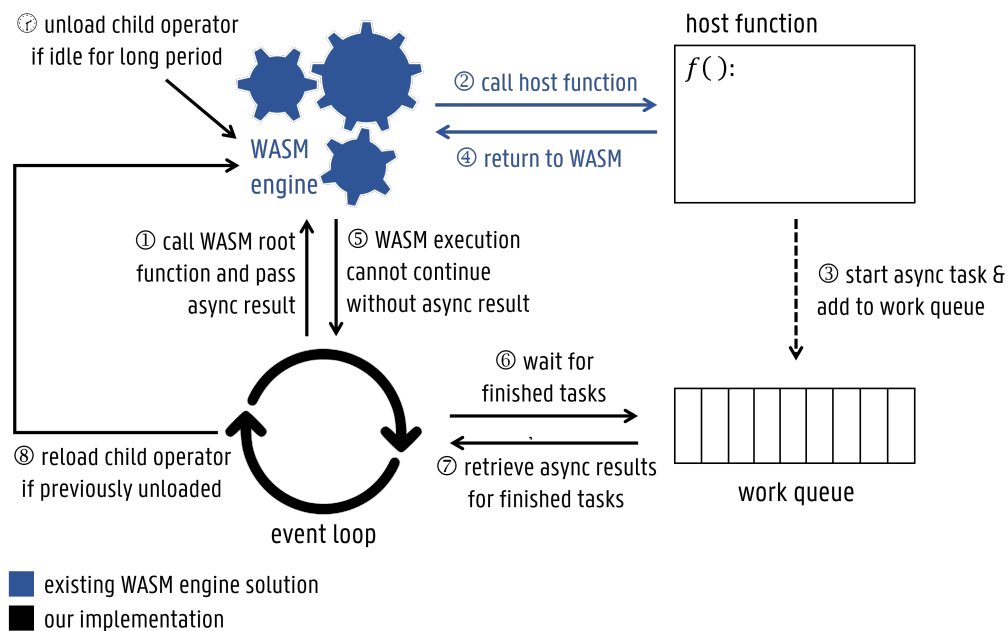 🕐 unload child operator
if idle for long period
host function
f():
② call host function
④ return to WASM
WASM
engine
① call WASM root
function and pass
async result
⑤ WASM execution
cannot continue
without async result
③ start async task &
add to work queue
⑥ wait for
finished tasks
⑦ retrieve async results
for finished tasks
⑧ reload child operator
if previously unloaded
work queue
event loop
existing WASM engine solution
our implementation